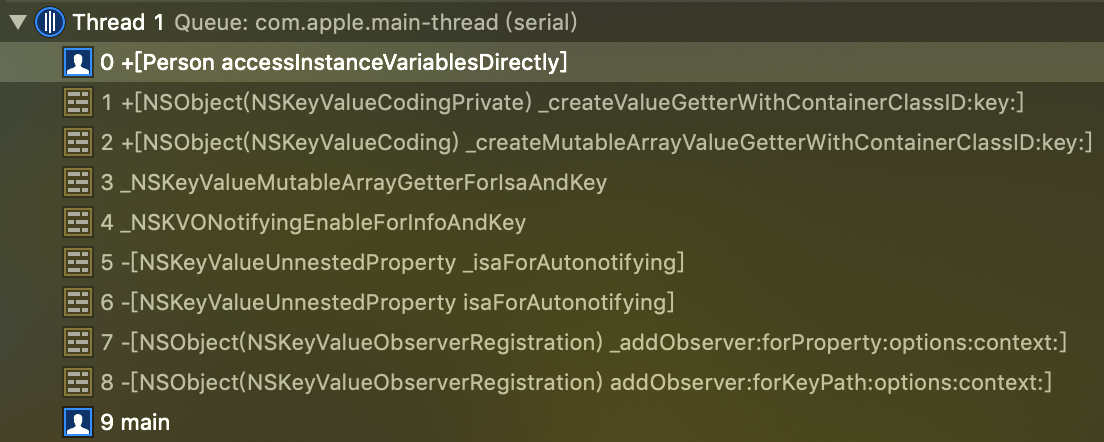 Thread 1 Queue: com.apple.main-thread (serial)
0 +[Person accessInstanceVariablesDirectly]
1 +[NSObject(NSKeyValueCodingPrivate) _createValueGetterWithContainerClassID:key:]
2 +[NSObject(NSKeyValueCoding) _createMutableArrayValueGetterWithContainerClassID:key:]
3 _NSKeyValueMutableArrayGetterForIsaAndKey
4 _NSKVONotifyingEnableForInfoAndKey
5 -[NSKeyValueUnnestedProperty _isaForAutonotifying]
6 -[NSKeyValueUnnestedProperty isaForAutonotifying]
7 -[NSObject(NSKeyValueObserverRegistration) _addObserver:forProperty:options:context:]
8 -[NSObject(NSKeyValueObserverRegistration) addObserver:forKeyPath:options:context:]
9 main